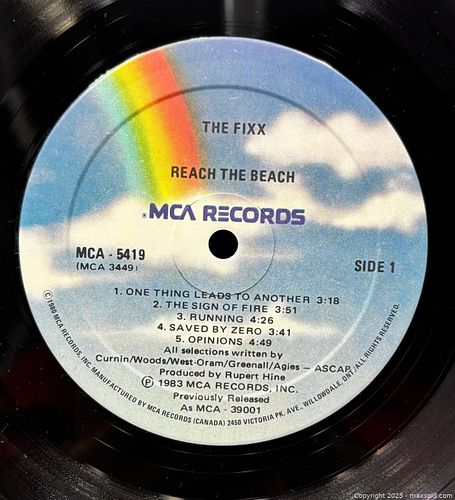 THE FIXX
REACH THE BEACH
®MCA RECORDS
MCA - 5419
(MCA 3449)
SIDE 1
1. ONE THING LEADS TO ANOTHER 3:18
2. THE SIGN OF FIRE 3:51
3. RUNNING 4:26
4. SAVED BY ZERO 3:41
5. OPINIONS 4:49
All selections written by
Curnin/Woods/West-Oram/Greenall/Agies — ASCAP
Produced by Rupert Hine
Ⓟ 1983 MCA RECORDS, INC.
Previously Released
As MCA - 39001
© 1980 MCA RECORDS, INC. MANUFACTURED BY MCA RECORDS (CANADA) 2450 VICTORIA PK. AVE., WILLOWDALE, ONT./ALL RIGHTS RESERVED.
Copyright 2025 - maxsold.com